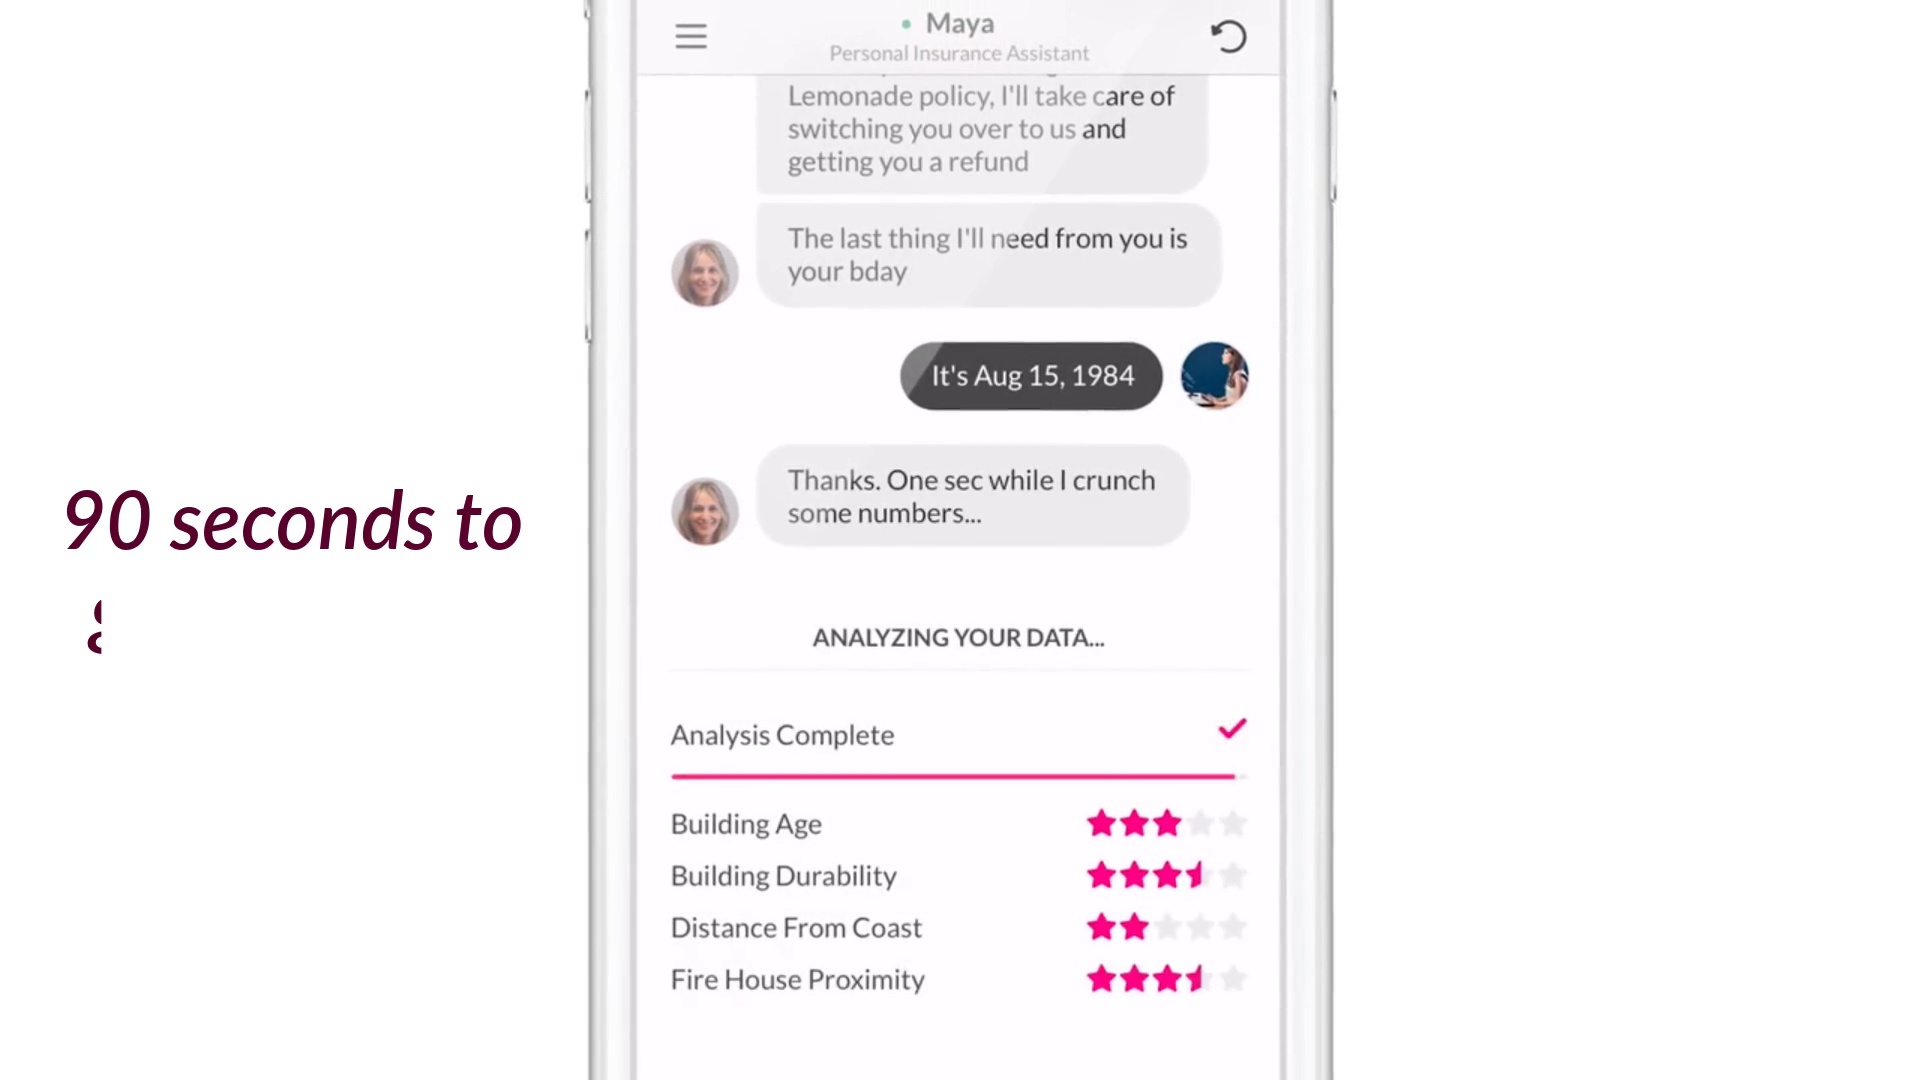 Maya
Personal Insurance Assistant
Lemonade policy, I'll take care of
switching you over to us and
getting you a refund
The last thing I'll need from you is
your bday
It's Aug 15, 1984
Thanks. One sec while I crunch
some numbers...
90 seconds to
ANALYZING YOUR DATA...
Analysis Complete
Building Age
Building Durability
Distance From Coast
Fire House Proximity